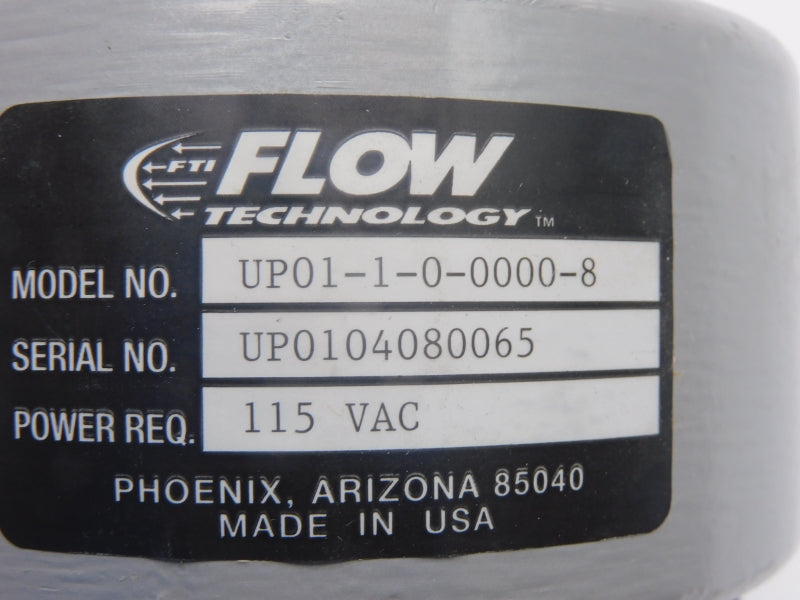 FTI FLOW
TECHNOLOGY™
MODEL NO. UP01-1-0-0000-8
SERIAL NO. UP0104080065
POWER REQ. 115 VAC
PHOENIX, ARIZONA 85040
MADE IN USA